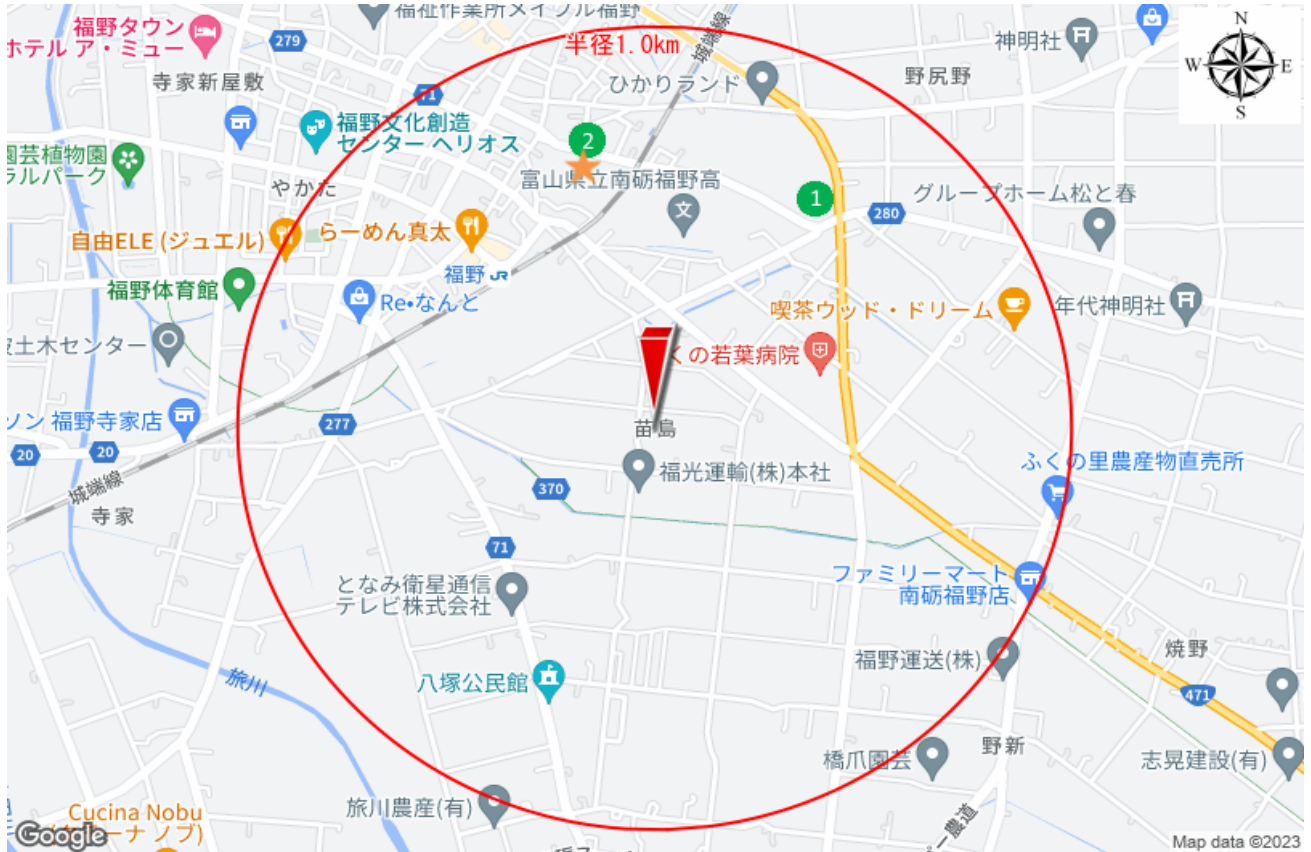 福祉作業所メイプル福野
福野タウン
ホテル ア・ミュー
279
半径1.0km
城端線
神明社
N
W
E
S
寺家新屋敷
71
ひかりランド
野尻野
福野文化創造
センター ヘリオス
2
園芸植物園
ラルパーク
やかた
富山県立南砺福野高
文
1
280
グループホーム松と春
自由ELE (ジュエル)
らーめん真太
福野 JR
福野体育館
Re•なんと
喫茶ウッド・ドリーム
年代神明社
土木センター
くの若葉病院
ソン 福野寺家店
277
苗島
20
20
福光運輸(株)本社
ふくの里農産物直売所
城端線
寺家
370
71
となみ衛星通信
テレビ株式会社
ファミリーマート
南砺福野店
福野運送(株)
焼野
旅川
八塚公民館
471
野新
橋爪園芸
志晃建設(有)
旅川農産(有)
Cucina Nobu
ナ ノブ)
Google
農道
Map data ©2023